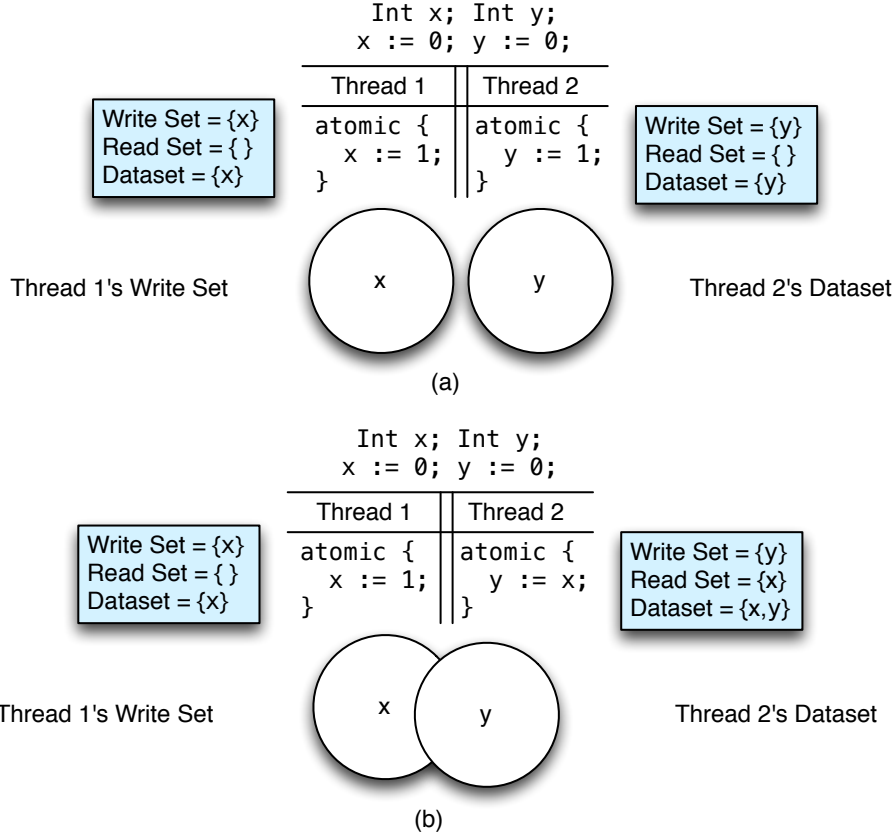 Int x; Int y;
x := 0; y := 0;
Thread 1 Thread 2
Write Set = {x}
Read Set = { }
Dataset = {x}
atomic {
x := 1;
}
atomic {
y := 1;
}
Write Set = {y}
Read Set = { }
Dataset = {y}
Thread 1's Write Set
x
y
Thread 2's Dataset
(a)
Int x; Int y;
x := 0; y := 0;
Thread 1 Thread 2
Write Set = {x}
Read Set = { }
Dataset = {x}
atomic {
x := 1;
}
atomic {
y := x;
}
Write Set = {y}
Read Set = {x}
Dataset = {x,y}
Thread 1's Write Set
x
y
Thread 2's Dataset
(b)